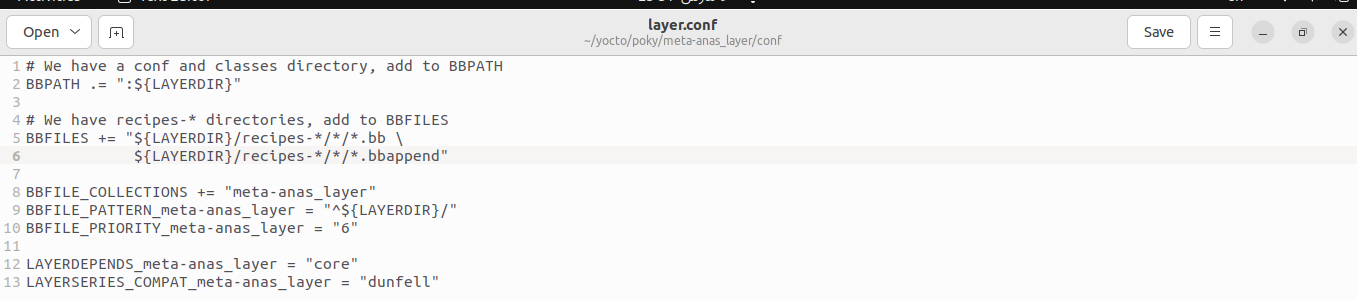 Open
layer.conf
~/yocto/poky/meta-anas_layer/conf
Save
1 # We have a conf and classes directory, add to BBPATH
2 BBPATH .= ":${LAYERDIR}"
3
4 # We have recipes-* directories, add to BBFILES
5 BBFILES += "${LAYERDIR}/recipes-*/*/*.bb \
6             ${LAYERDIR}/recipes-*/*/*.bbappend"
7
8 BBFILE_COLLECTIONS += "meta-anas_layer"
9 BBFILE_PATTERN_meta-anas_layer = "^${LAYERDIR}/"
10 BBFILE_PRIORITY_meta-anas_layer = "6"
11
12 LAYERDEPENDS_meta-anas_layer = "core"
13 LAYERSERIES_COMPAT_meta-anas_layer = "dunfell"